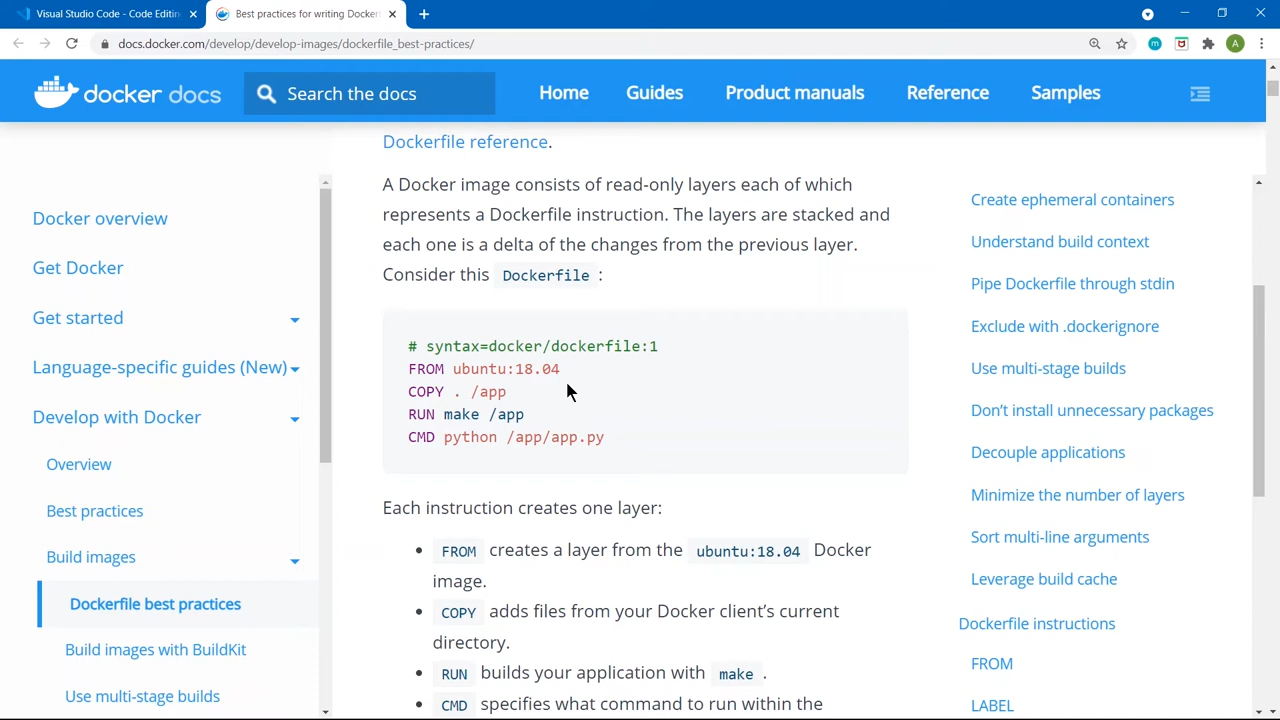 Visual Studio Code - Code Editin
Best practices for writing Docker
docs.docker.com/develop/develop-images/dockerfile_best-practices/
A
docker docs
Search the docs
Home
Guides
Product manuals
Reference
Samples
Docker overview
Get Docker
Get started
Language-specific guides (New)
Develop with Docker
Overview
Best practices
Build images
Dockerfile best practices
Build images with BuildKit
Use multi-stage builds
Dockerfile reference.
A Docker image consists of read-only layers each of which
represents a Dockerfile instruction. The layers are stacked and
each one is a delta of the changes from the previous layer.
Consider this Dockerfile :
# syntax=docker/dockerfile:1
FROM ubuntu:18.04
COPY . /app
RUN make /app
CMD python /app/app.py
Each instruction creates one layer:
• FROM creates a layer from the ubuntu:18.04 Docker
image.
• COPY adds files from your Docker client's current
directory.
• RUN builds your application with make .
• CMD specifies what command to run within the
Create ephemeral containers
Understand build context
Pipe Dockerfile through stdin
Exclude with .dockerignore
Use multi-stage builds
Don't install unnecessary packages
Decouple applications
Minimize the number of layers
Sort multi-line arguments
Leverage build cache
Dockerfile instructions
FROM
LABEL